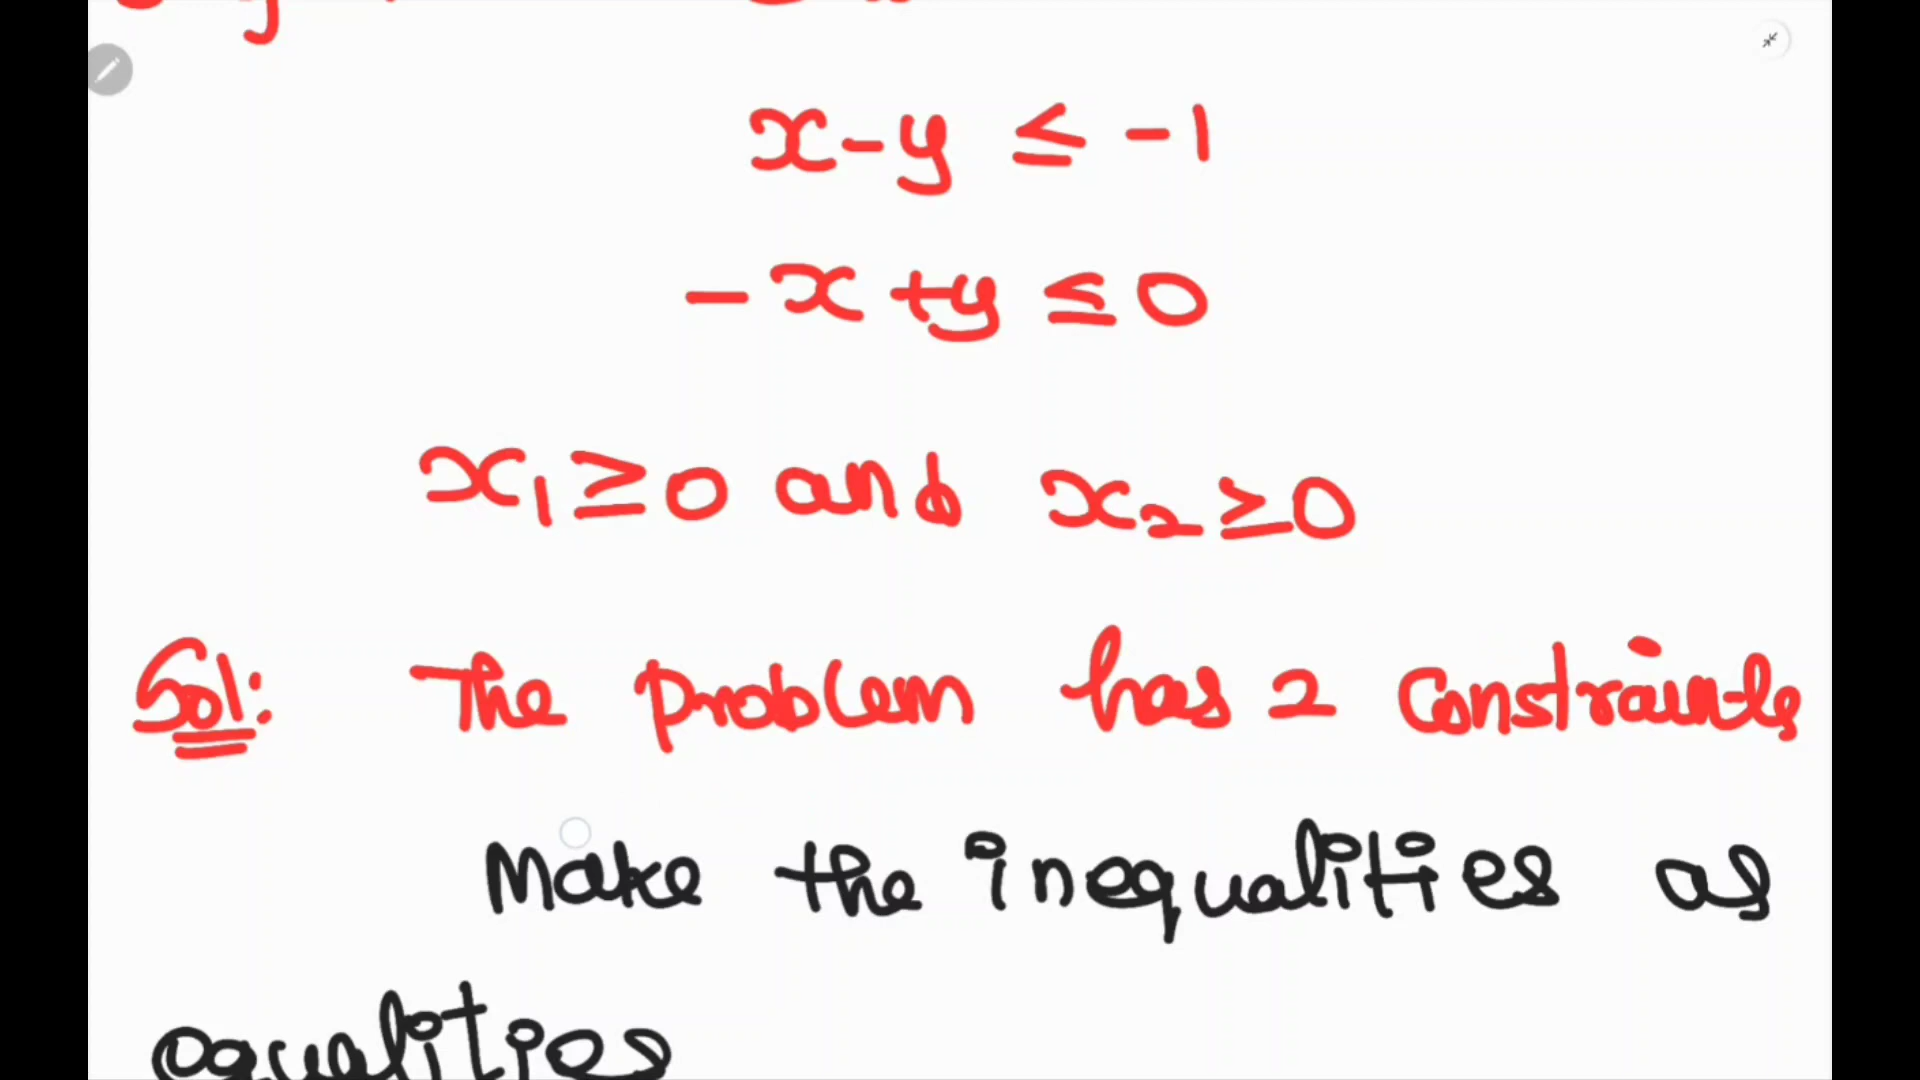 x-y ≤ -1
-x+y ≤ 0
x₁≥0 and x₂≥0
Sol: The problem has 2 constraints
Make the inequalities as
equalities